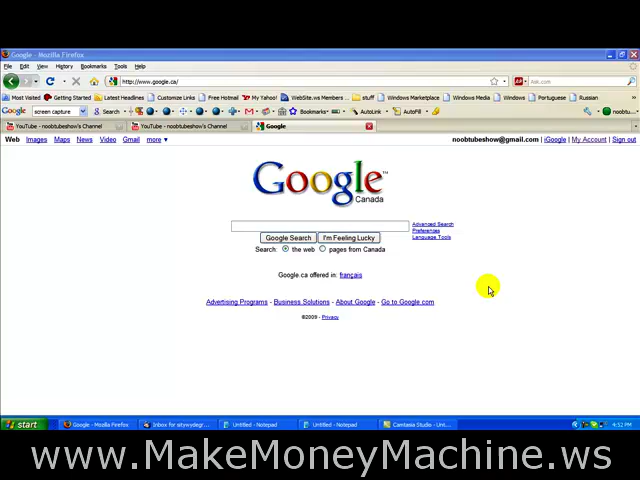 Google - Mozilla Firefox
File Edit View History Bookmarks Tools Help
http://www.google.ca/ Ask.com
Most Visited Getting Started Latest Headlines Customize Links Free Hotmail My Yahoo! WebSite.ws Members ... stuff Windows Marketplace Windows Media Windows Portuguese Russian
Google screen capture Search Bookmarks AutoLink AutoFill noobtu
YouTube - noobtubeshow's Channel YouTube - noobtubeshow's Channel Google
Web Images Maps News Video Gmail more noobtubeshow@gmail.com | iGoogle | My Account | Sign out
Google™
Canada
Advanced Search
Preferences
Language Tools
Google Search I'm Feeling Lucky
Search: the web pages from Canada
Google.ca offered in: français
Advertising Programs - Business Solutions - About Google - Go to Google.com
©2009 - Privacy
start Google - Mozilla Firefox Inbox for sitywydegr... Untitled - Notepad Untitled - Notepad Camtasia Studio - Unt... 4:52 PM
www.MakeMoneyMachine.ws